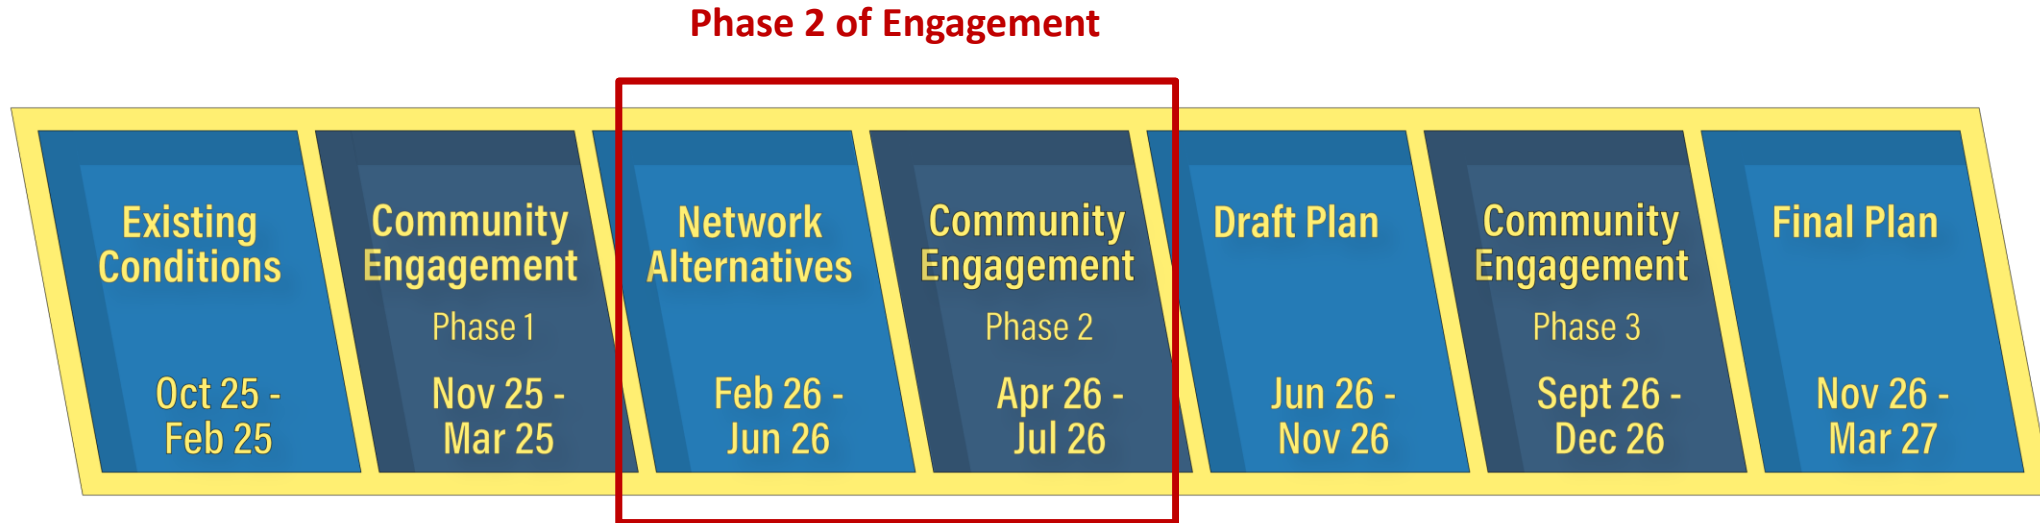 Phase 2 of Engagement
Existing
Conditions
Oct 25 -
Feb 25
Community
Engagement
Phase 1
Nov 25 -
Mar 25
Network
Alternatives
Feb 26 -
Jun 26
Community
Engagement
Phase 2
Apr 26 -
Jul 26
Draft Plan
Jun 26 -
Nov 26
Community
Engagement
Phase 3
Sept 26 -
Dec 26
Final Plan
Nov 26 -
Mar 27